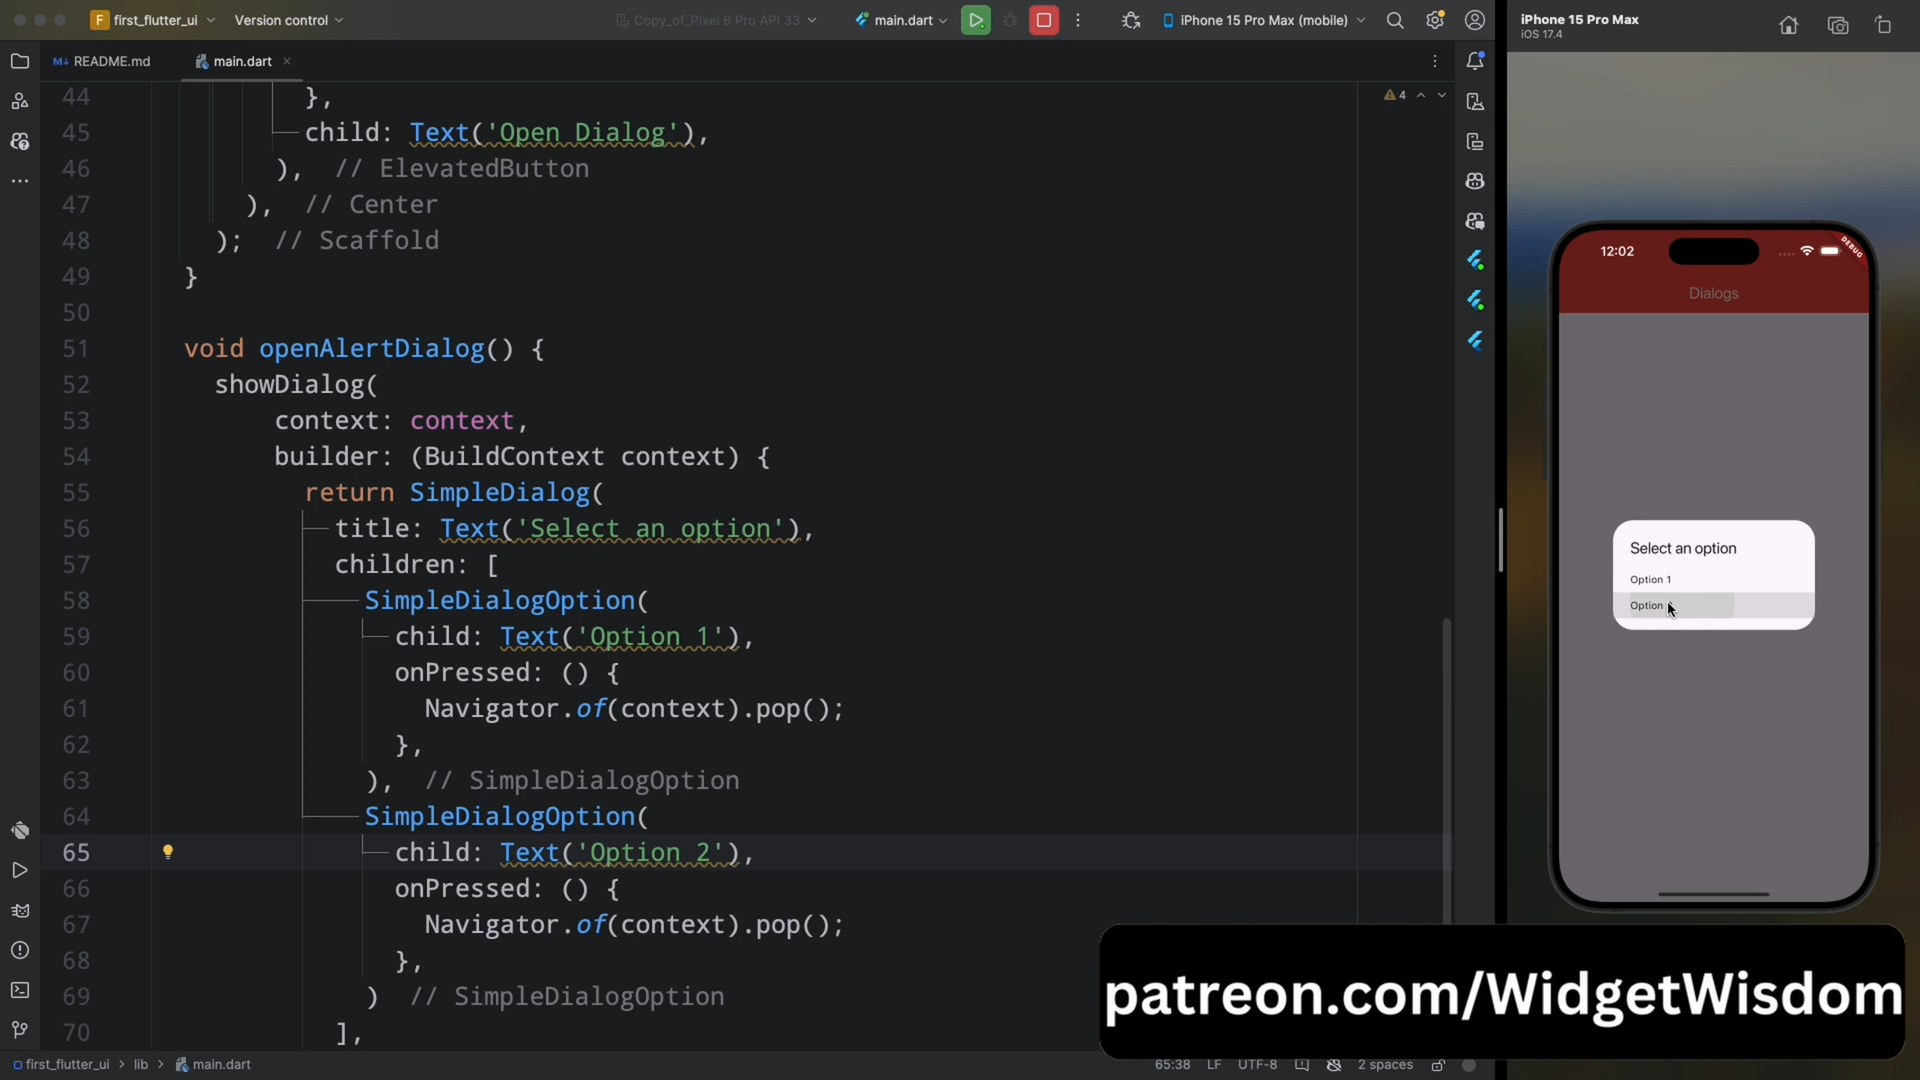 F first_flutter_ui
Version control
Copy_of_Pixel 6 Pro API 33
main.dart
iPhone 15 Pro Max (mobile)
iPhone 15 Pro Max
iOS 17.4
M↓ README.md
main.dart
4
44 },
45 child: Text('Open Dialog'),
46 ), // ElevatedButton
47 ), // Center
48 ); // Scaffold
49 }
50
51 void openAlertDialog() {
52 showDialog(
53 context: context,
54 builder: (BuildContext context) {
55 return SimpleDialog(
56 title: Text('Select an option'),
57 children: [
58 SimpleDialogOption(
59 child: Text('Option 1'),
60 onPressed: () {
61 Navigator.of(context).pop();
62 },
63 ), // SimpleDialogOption
64 SimpleDialogOption(
65 child: Text('Option 2'),
66 onPressed: () {
67 Navigator.of(context).pop();
68 },
69 ) // SimpleDialogOption
70 ],
12:02
DEBUG
Dialogs
Select an option
Option 1
Option
patreon.com/WidgetWisdom
first_flutter_ui > lib > main.dart
65:38 LF UTF-8 2 spaces